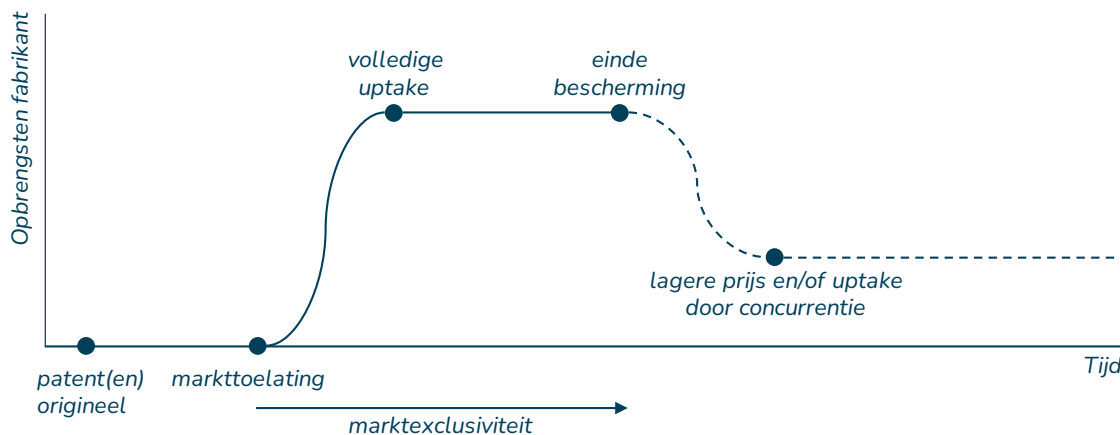 Opbrengsten fabrikant
volledige
uptake
einde
bescherming
lagere prijs en/of uptake
door concurrentie
Tijd
patent(en)
origineel
markttoelating
marktexclusiviteit